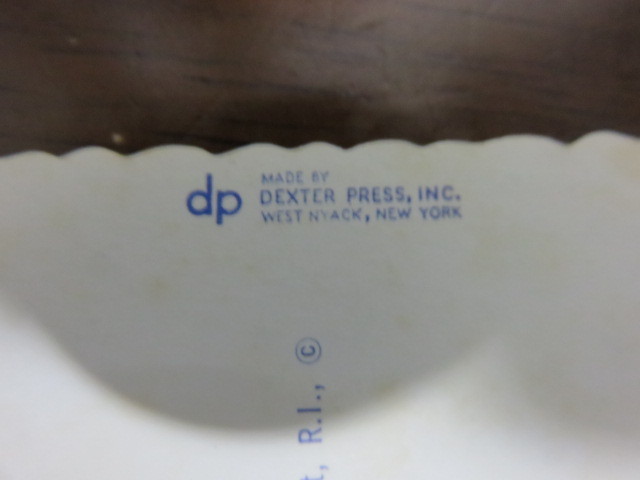 dp
MADE BY
DEXTER PRESS, INC.
WEST NYACK, NEW YORK
t, R.I., ©